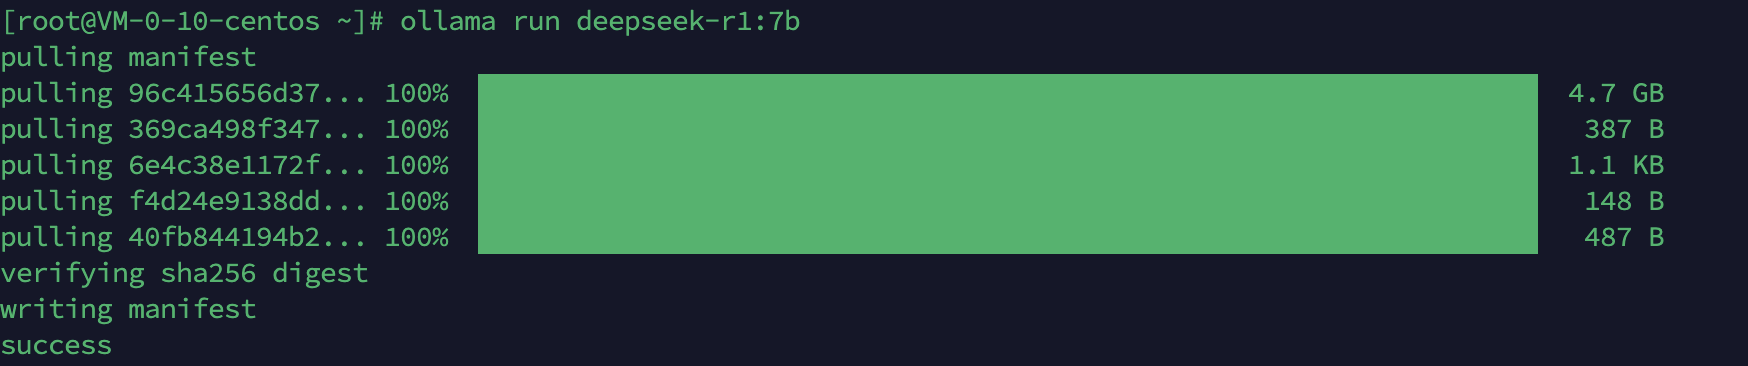 [root@VM-0-10-centos ~]# ollama run deepseek-r1:7b
pulling manifest
pulling 96c415656d37... 100% 4.7 GB
pulling 369ca498f347... 100% 387 B
pulling 6e4c38e1172f... 100% 1.1 KB
pulling f4d24e9138dd... 100% 148 B
pulling 40fb844194b2... 100% 487 B
verifying sha256 digest
writing manifest
success